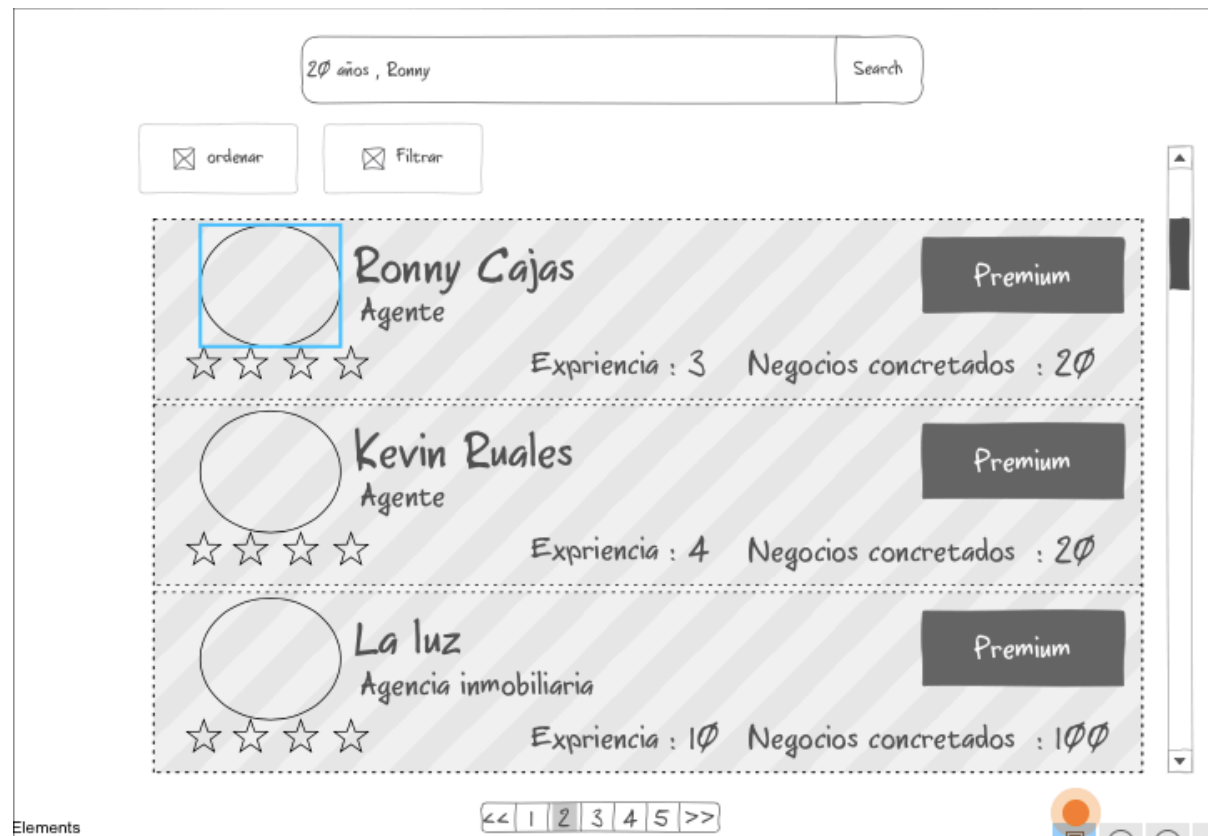 20 años , Ronny
Search
ordenar
Filtrar
Ronny Cajas
Premium
Agente
Expriencia : 3 Negocios concretados : 20
Kevin Ruales
Premium
Agente
Expriencia : 4 Negocios concretados : 20
La luz
Premium
Agencia inmobiliaria
Expriencia : 10 Negocios concretados : 100
<< 1 2 3 4 5 >>
Elements